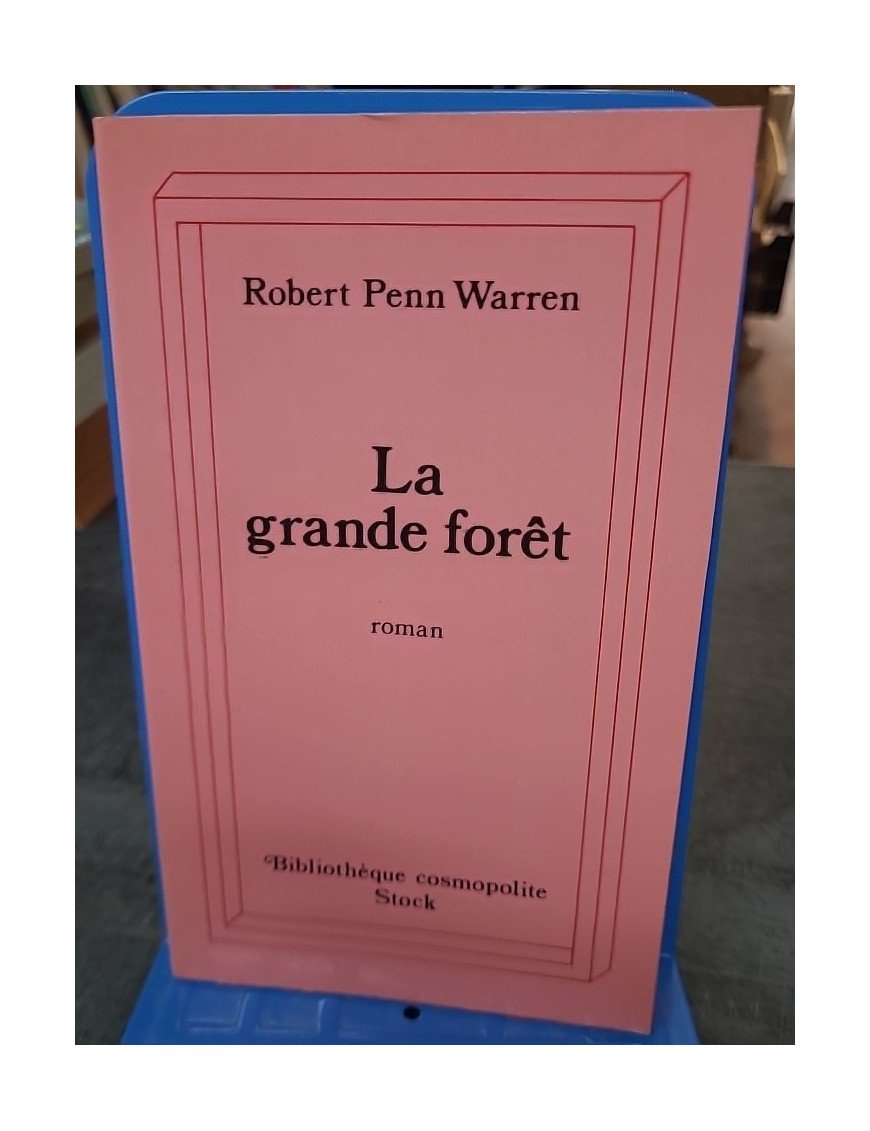 Robert Penn Warren
La
grande forêt
roman
Bibliothèque cosmopolite
Stock